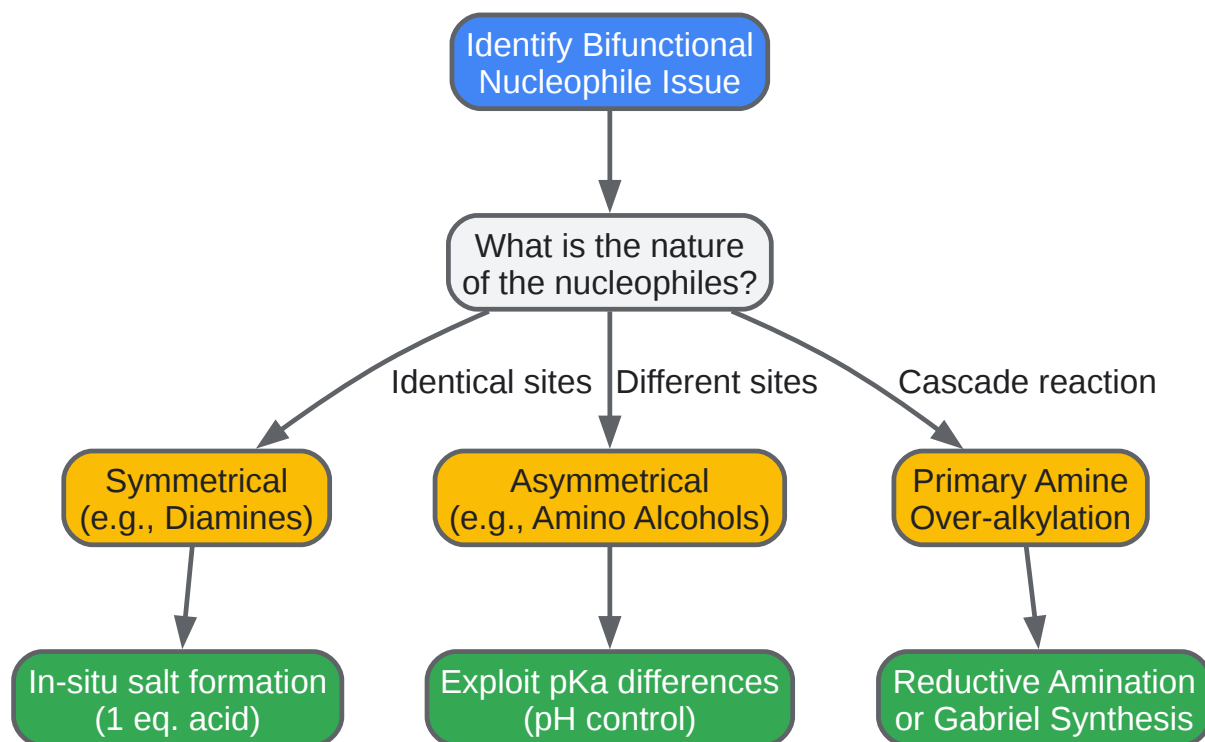 Identify Bifunctional
Nucleophile Issue
What is the nature
of the nucleophiles?
Identical sites
Different sites
Cascade reaction
Symmetrical
(e.g., Diamines)
Asymmetrical
(e.g., Amino Alcohols)
Primary Amine
Over-alkylation
In-situ salt formation
(1 eq. acid)
Exploit pKa differences
(pH control)
Reductive Amination
or Gabriel Synthesis